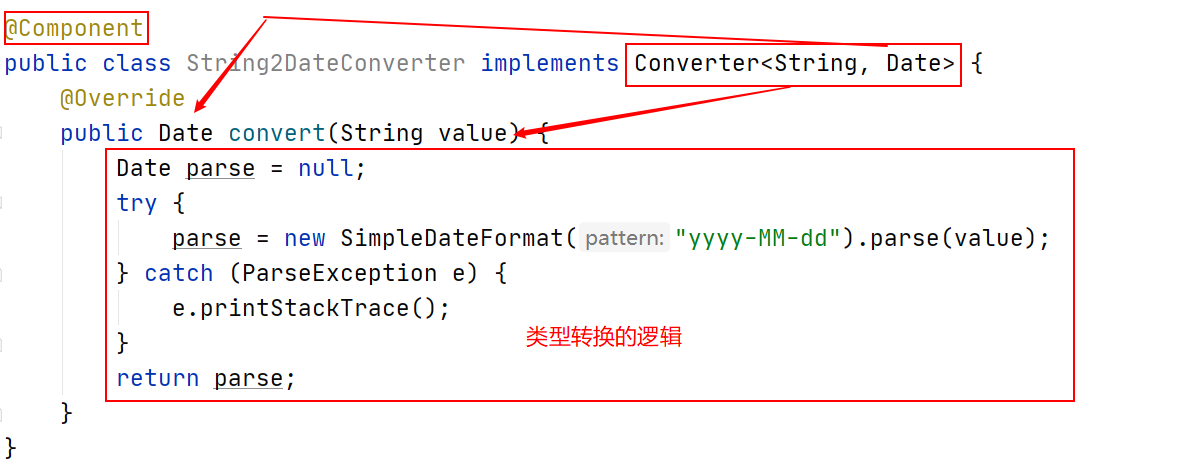 @Component
public class String2DateConverter implements Converter<String, Date> {
@Override
public Date convert(String value) {
Date parse = null;
try {
parse = new SimpleDateFormat( pattern: "yyyy-MM-dd").parse(value);
} catch (ParseException e) {
e.printStackTrace();
}
类型转换的逻辑
return parse;
}
}